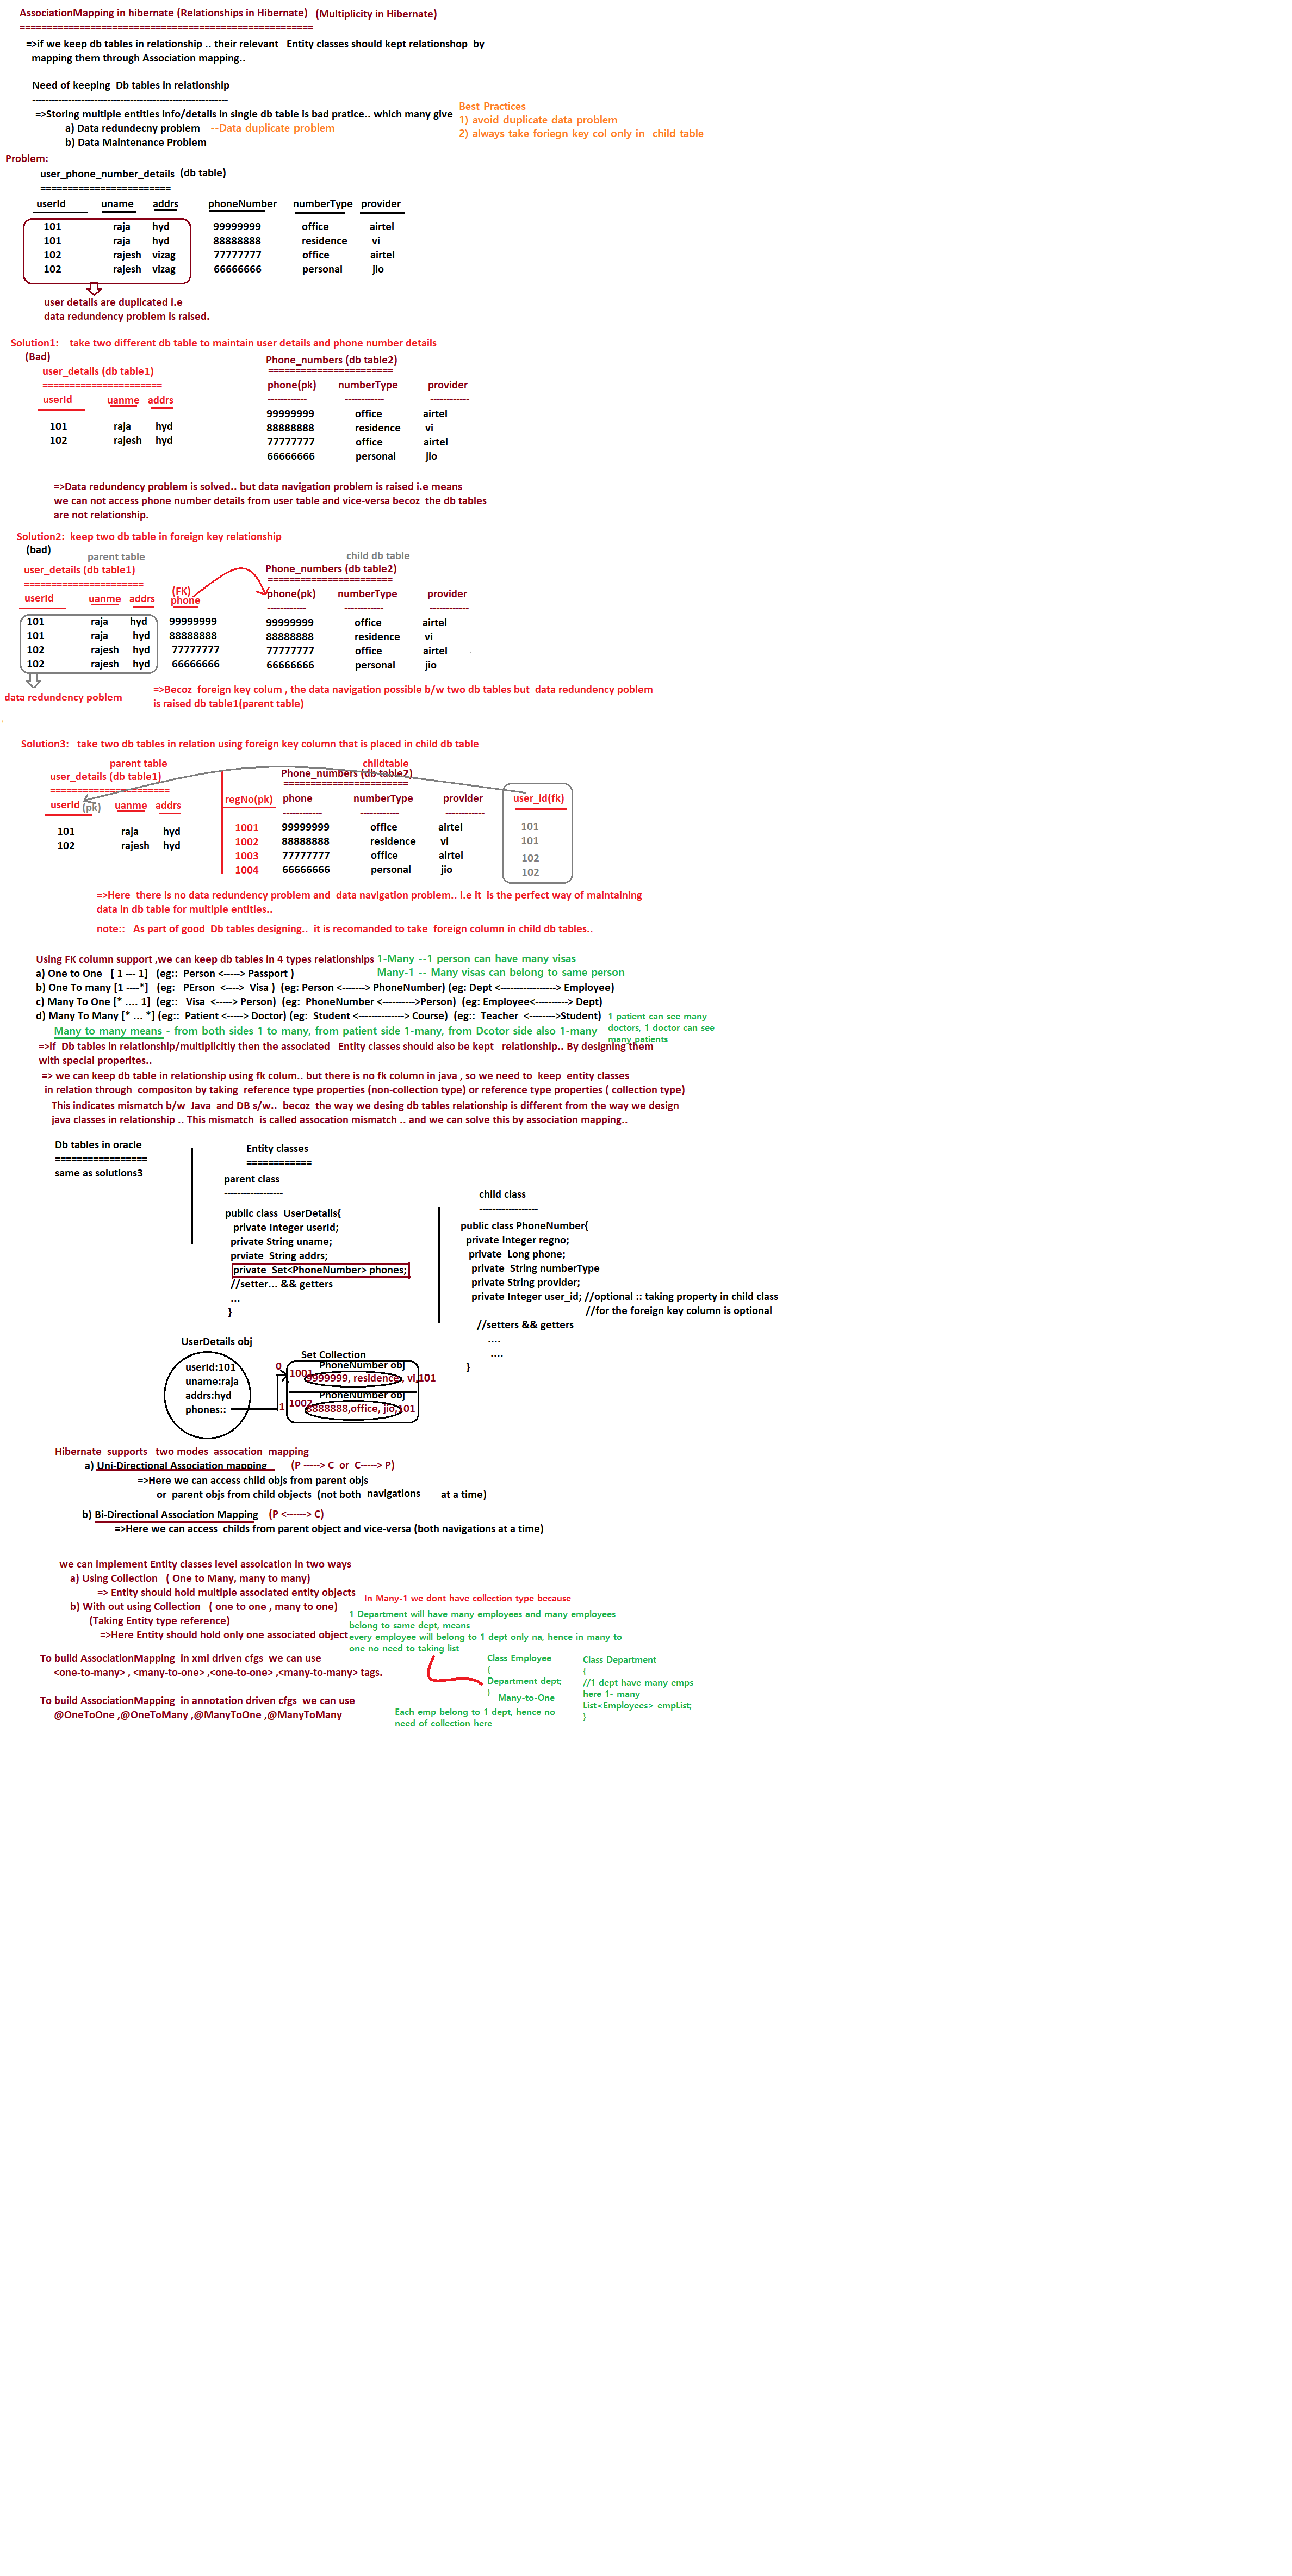 AssociationMapping in hibernate (Relationships in Hibernate) (Multiplicity in Hibernate)
======================================================
=>if we keep db tables in relationship .. their relevant Entity classes should kept relationshop by
mapping them through Association mapping..
Need of keeping Db tables in relationship
------------------------------------------------------------
=>Storing multiple entities info/details in single db table is bad pratice.. which many give
a) Data redundecny problem --Data duplicate problem
b) Data Maintenance Problem
Best Practices
1) avoid duplicate data problem
2) always take foriegn key col only in child table
Problem:
user_phone_number_details (db table)
========================
userId uname addrs phoneNumber numberType provider
101 raja hyd 99999999 office airtel
101 raja hyd 88888888 residence vi
102 rajesh vizag 77777777 office airtel
102 rajesh vizag 66666666 personal jio
user details are duplicated i.e
data redundency problem is raised.
Solution1: take two different db table to maintain user details and phone number details
(Bad)
user_details (db table1)
======================
userId uanme addrs
101 raja hyd
102 rajesh hyd
Phone_numbers (db table2)
=======================
phone(pk) numberType provider
------------ ------------ ------------
99999999 office airtel
88888888 residence vi
77777777 office airtel
66666666 personal jio
=>Data redundency problem is solved.. but data navigation problem is raised i.e means
we can not access phone number details from user table and vice-versa becoz the db tables
are not relationship.
Solution2: keep two db table in foreign key relationship
(bad)
parent table
user_details (db table1)
======================
userId uanme addrs (FK) phone
101 raja hyd 99999999
101 raja hyd 88888888
102 rajesh hyd 77777777
102 rajesh hyd 66666666
child db table
Phone_numbers (db table2)
=======================
phone(pk) numberType provider
------------ ------------ ------------
99999999 office airtel
88888888 residence vi
77777777 office airtel
66666666 personal jio
data redundency poblem
=>Becoz foreign key colum , the data navigation possible b/w two db tables but data redundency poblem
is raised db table1(parent table)
Solution3: take two db tables in relation using foreign key column that is placed in child db table
parent table
user_details (db table1)
======================
userId (pk) uanme addrs
101 raja hyd
102 rajesh hyd
childtable
Phone_numbers (db table2)
=======================
regNo(pk) phone numberType provider user_id(fk)
------------ ------------ ------------
1001 99999999 office airtel 101
1002 88888888 residence vi 101
1003 77777777 office airtel 102
1004 66666666 personal jio 102
=>Here there is no data redundency problem and data navigation problem.. i.e it is the perfect way of maintaining
data in db table for multiple entities..
note:: As part of good Db tables designing.. it is recomanded to take foreign column in child db tables..
Using FK column support ,we can keep db tables in 4 types relationships
1-Many --1 person can have many visas
Many-1 -- Many visas can belong to same person
a) One to One [ 1 --- 1] (eg:: Person <-----> Passport )
b) One To many [1 ----*] (eg: PErson <----> Visa ) (eg: Person <-------> PhoneNumber) (eg: Dept <----------------> Employee)
c) Many To One [* .... 1] (eg:: Visa <-----> Person) (eg: PhoneNumber <---------->Person) (eg: Employee<----------> Dept)
d) Many To Many [* ... *] (eg:: Patient <-----> Doctor) (eg: Student <--------------> Course) (eg:: Teacher <-------->Student)
1 patient can see many
doctors, 1 doctor can see
many patients
Many to many means - from both sides 1 to many, from patient side 1-many, from Dcotor side also 1-many
=>if Db tables in relationship/multiplicitly then the associated Entity classes should also be kept relationship.. By designing them
with special properites..
=> we can keep db table in relationship using fk colum.. but there is no fk column in java , so we need to keep entity classes
in relation through compositon by taking reference type properties (non-collection type) or reference type properties ( collection type)
This indicates mismatch b/w Java and DB s/w.. becoz the way we desing db tables relationship is different from the way we design
java classes in relationship .. This mismatch is called assocation mismatch .. and we can solve this by association mapping..
Db tables in oracle
=================
same as solutions3
Entity classes
============
parent class
------------------
public class UserDetails{
private Integer userId;
private String uname;
prviate String addrs;
private Set<PhoneNumber> phones;
//setter... && getters
...
}
child class
------------------
public class PhoneNumber{
private Integer regno;
private Long phone;
private String numberType
private String provider;
private Integer user_id; //optional :: taking property in child class
//for the foreign key column is optional
//setters && getters
....
....
}
UserDetails obj
userId:101
uname:raja
addrs:hyd
phones::
Set Collection
0 1001 PhoneNumber obj
9999999, residence , vi,101
1 1002 PhoneNumber obj
8888888,office, jio,101
Hibernate supports two modes assocation mapping
a) Uni-Directional Association mapping (P -----> C or C-----> P)
=>Here we can access child objs from parent objs
or parent objs from child objects (not both navigations at a time)
b) Bi-Directional Association Mapping (P <------> C)
=>Here we can access childs from parent object and vice-versa (both navigations at a time)
we can implement Entity classes level assoication in two ways
a) Using Collection ( One to Many, many to many)
=> Entity should hold multiple associated entity objects
b) With out using Collection ( one to one , many to one)
(Taking Entity type reference)
=>Here Entity should hold only one associated object
In Many-1 we dont have collection type because
1 Department will have many employees and many employees
belong to same dept, means
every employee will belong to 1 dept only na, hence in many to
one no need to taking list
To build AssociationMapping in xml driven cfgs we can use
<one-to-many> , <many-to-one> ,<one-to-one> ,<many-to-many> tags.
To build AssociationMapping in annotation driven cfgs we can use
@OneToOne ,@OneToMany ,@ManyToOne ,@ManyToMany
Class Employee
{
Department dept;
}
Many-to-One
Each emp belong to 1 dept, hence no
need of collection here
Class Department
{
//1 dept have many emps
here 1- many
List<Employees> empList;
}